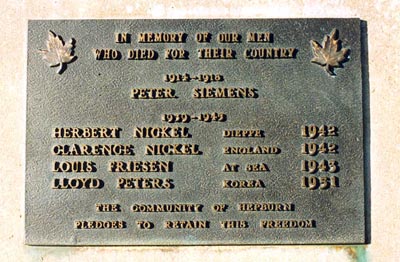 IN MEMORY OF OUR MEN
WHO DIED FOR THEIR COUNTRY
1914-1918
PETER SIEMENS
1939-1945
HERBERT NICKEL DIEPPE 1942
CLARENCE NICKEL ENGLAND 1942
LOUIS FRIESEN AT SEA 1943
LLOYD PETERS KOREA 1951
THE COMMUNITY OF HEPBURN
PLEDGES TO RETAIN THIS FREEDOM